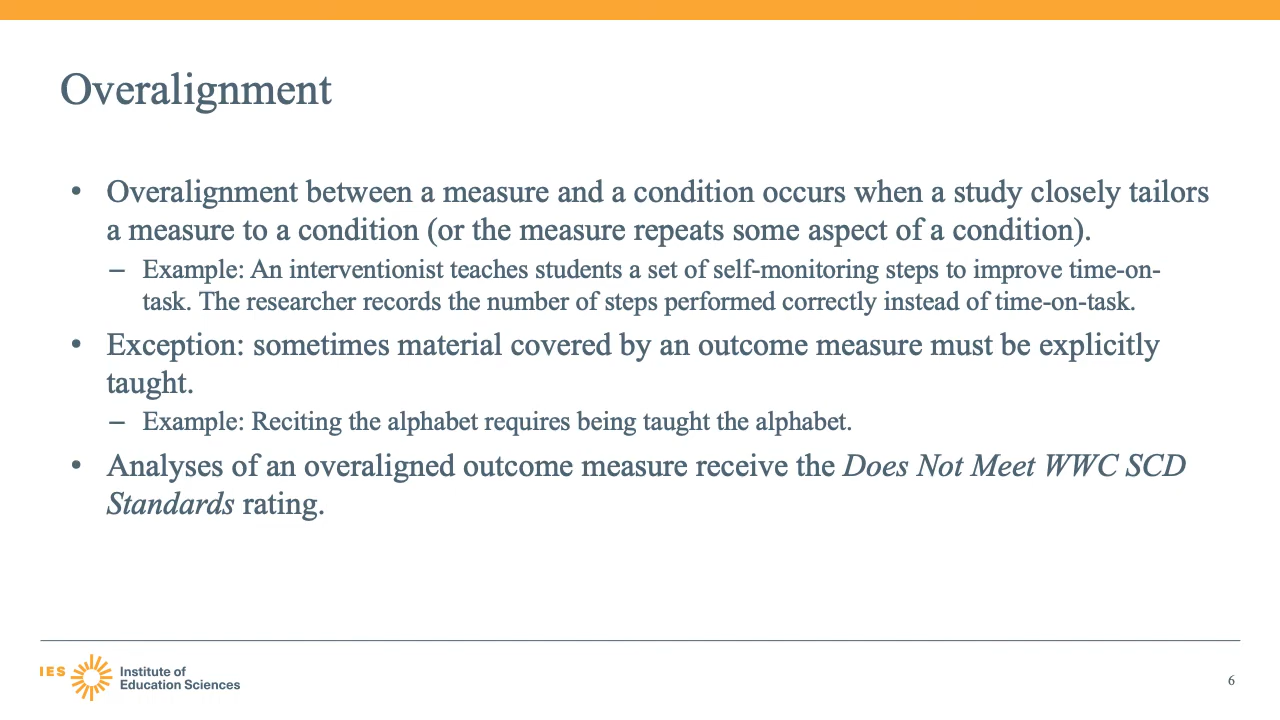 Overalignment
• Overalignment between a measure and a condition occurs when a study closely tailors
a measure to a condition (or the measure repeats some aspect of a condition).
– Example: An interventionist teaches students a set of self-monitoring steps to improve time-on-
task. The researcher records the number of steps performed correctly instead of time-on-task.
• Exception: sometimes material covered by an outcome measure must be explicitly
taught.
– Example: Reciting the alphabet requires being taught the alphabet.
• Analyses of an overaligned outcome measure receive the Does Not Meet WWC SCD
Standards rating.
IES
Institute of
Education Sciences
6